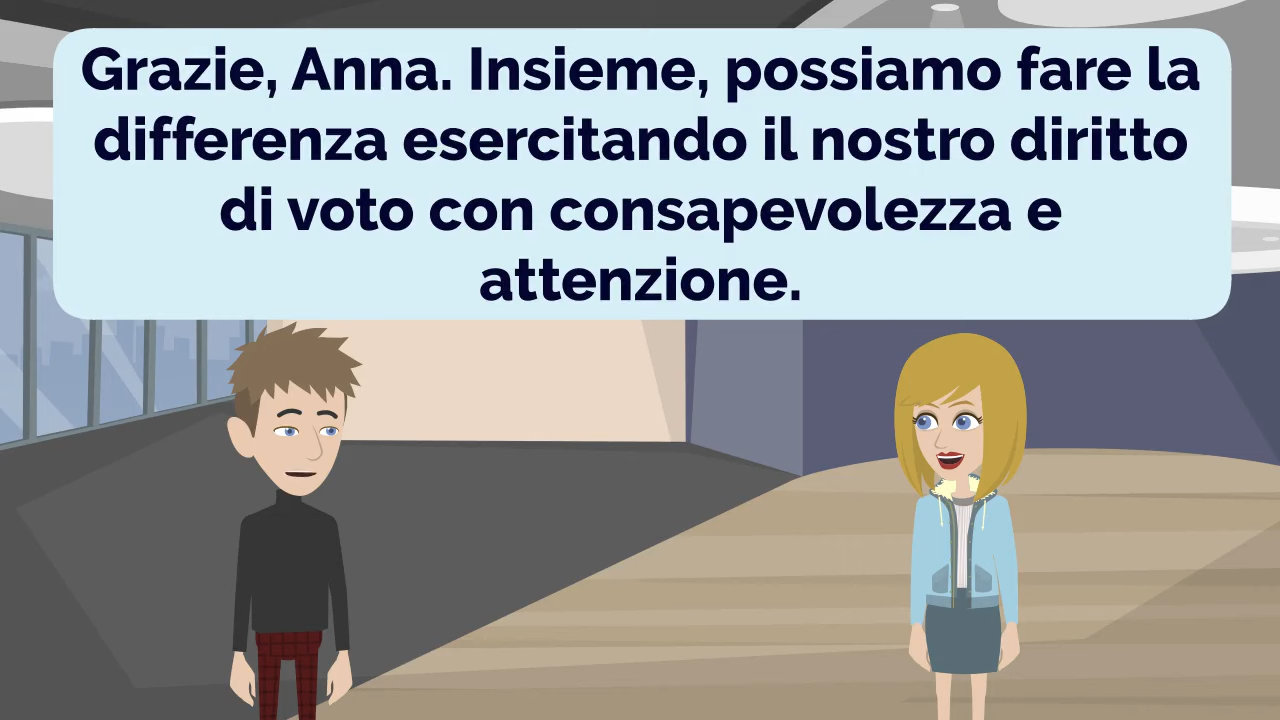 Grazie, Anna. Insieme, possiamo fare la
differenza esercitando il nostro diritto
di voto con consapevolezza e
attenzione.